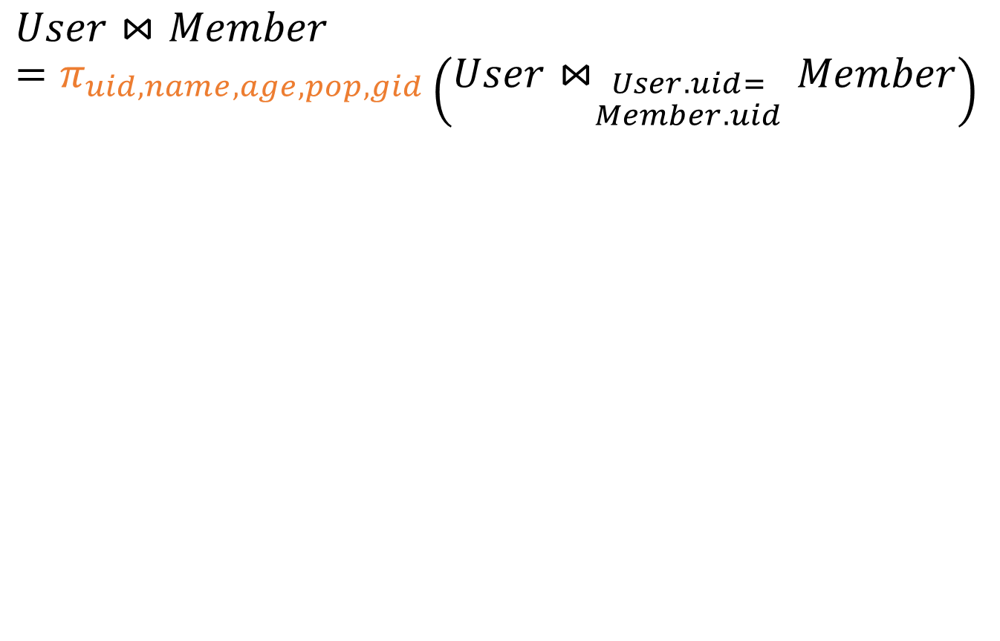 User ⋈ Member
= π uid,name,age,pop,gid (User ⋈ User.uid= Member.uid Member)